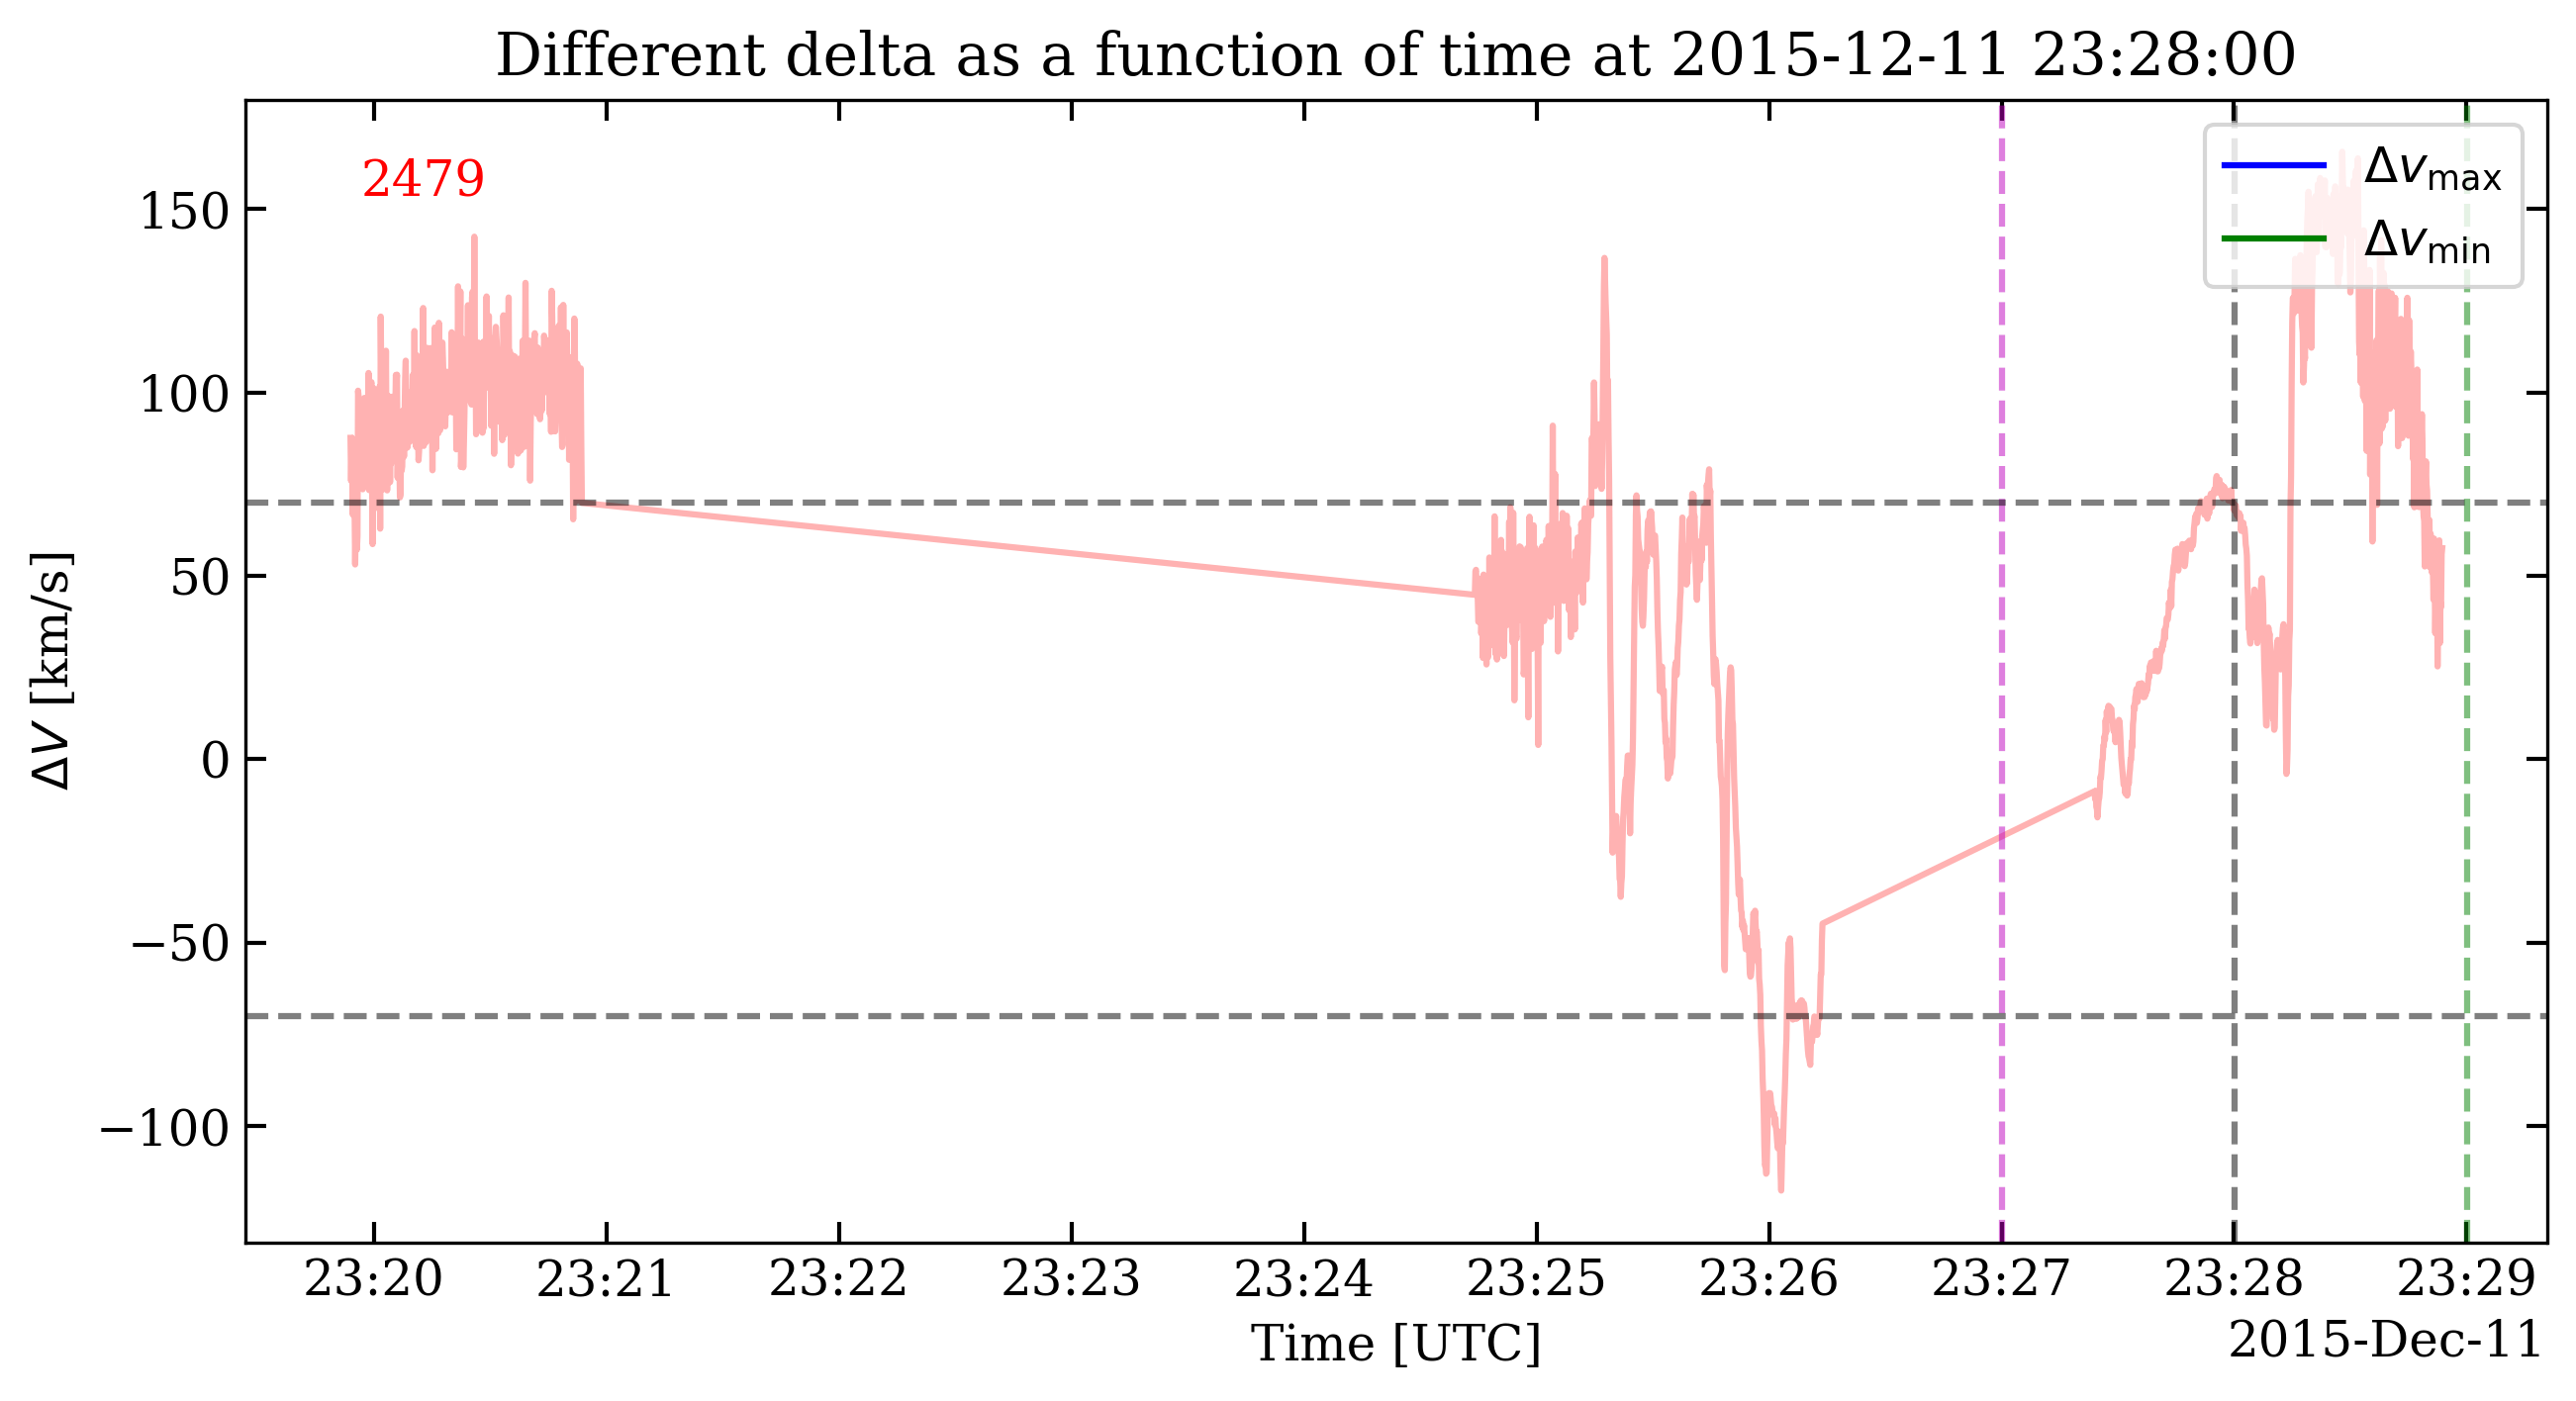 Different delta as a function of time at 2015-12-11 23:28:00
2479
Δv_max
Δv_min
150
100
50
0
−50
−100
ΔV [km/s]
23:20 23:21 23:22 23:23 23:24 23:25 23:26 23:27 23:28 23:29
Time [UTC]
2015-Dec-11